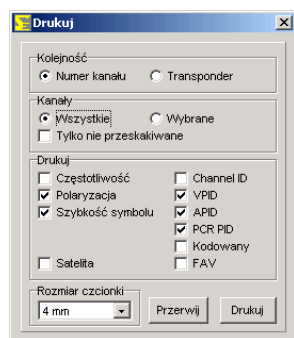 Drukuj
Kolejność
Numer kanału Transponder
Kanały
Wszystkie Wybrane
Tylko nie przeskakiwane
Drukuj
Częstotliwość Channel ID
Polaryzacja VPID
Szybkość symbolu APID
PCR PID
Kodowany
Satelita FAV
Rozmiar czcionki
4 mm Przerwij Drukuj